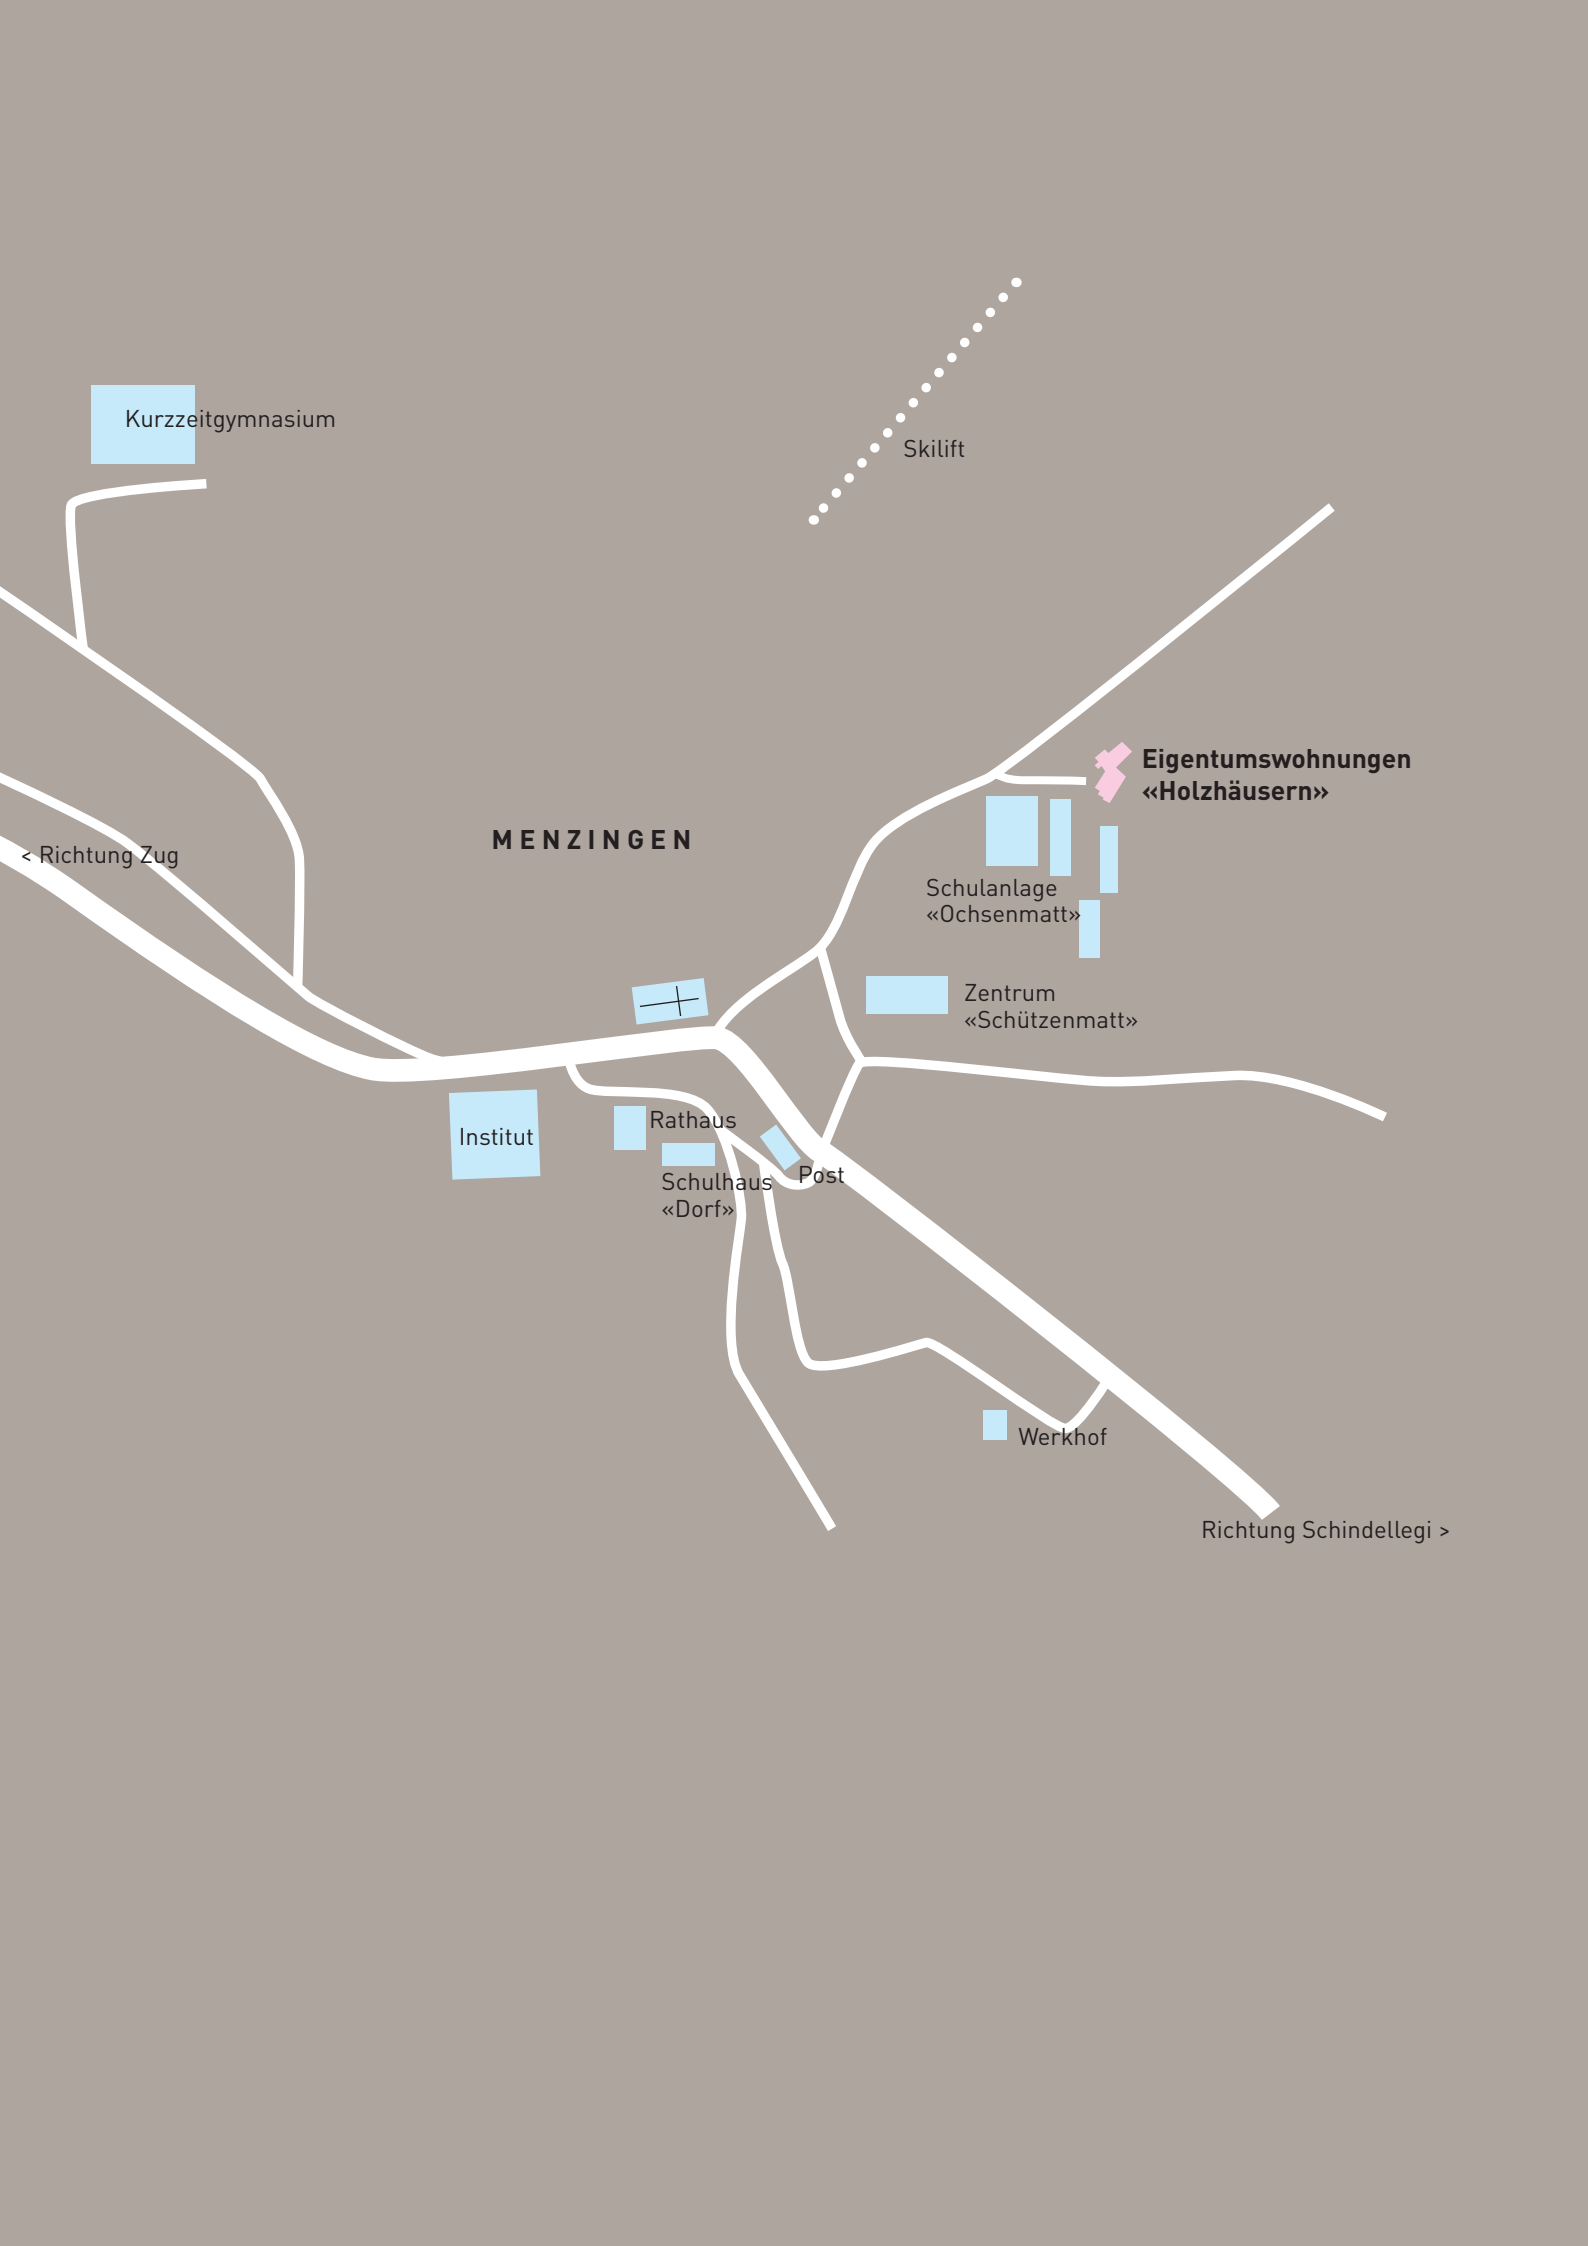 Kurzzeitgymnasium
Skilift
Eigentumswohnungen
«Holzhäusern»
MENZINGEN
< Richtung Zug
Schulanlage
«Ochsenmatt»
Zentrum
«Schützenmatt»
Rathaus
Institut
Post
Schulhaus
«Dorf»
Werkhof
Richtung Schindellegi >